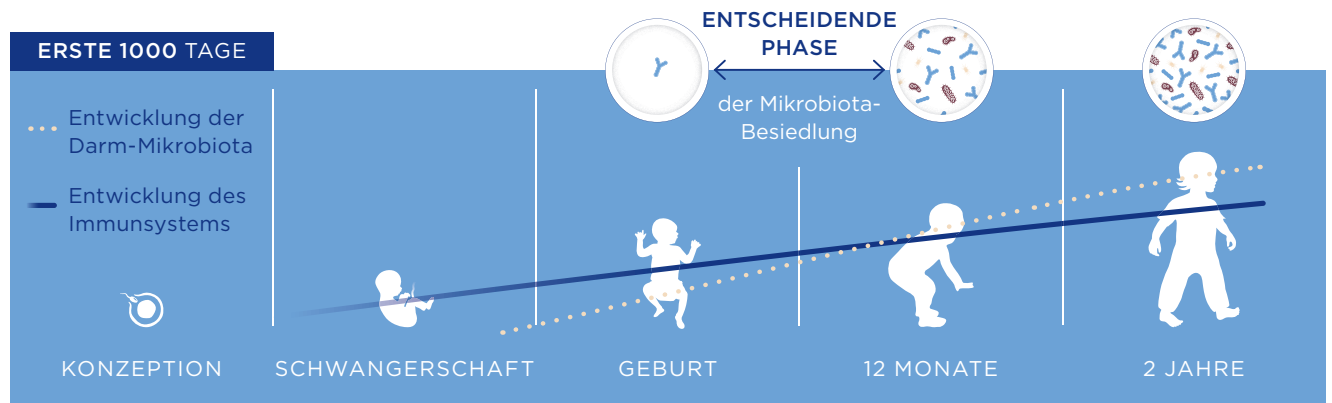 ERSTE 1000 TAGE
Entwicklung der
Darm-Mikrobiota
Entwicklung des
Immunsystems
ENTSCHEIDENDE
PHASE
der Mikrobiota-
Besiedlung
KONZEPTION
SCHWANGERSCHAFT
GEBURT
12 MONATE
2 JAHRE